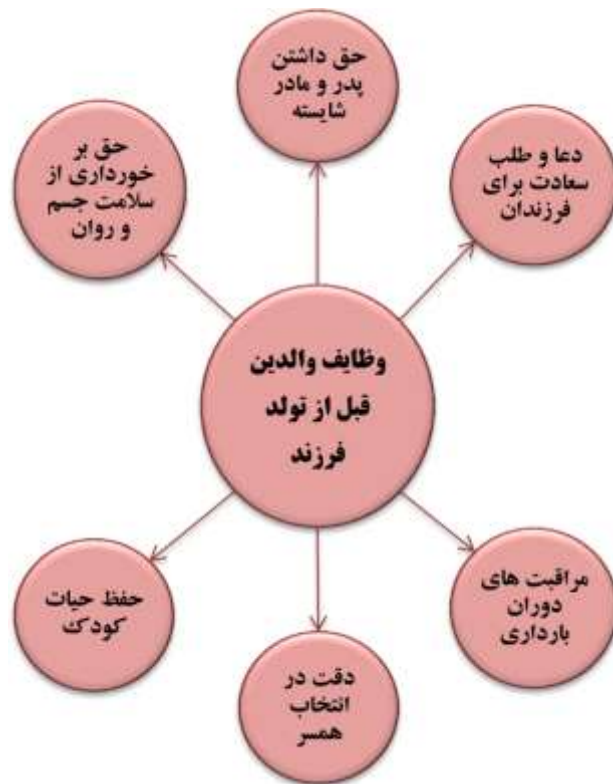 حق داشتن
پدر و مادر
شایسته
دعا و طلب
سعادت برای
فرزندان
حق بر
خورداری از
سلامت جسم
و روان
وظایف والدین
قبل از تولد
فرزند
مراقبت های
دوران
بارداری
حفظ حیات
کودک
دقت در
انتخاب
همسر